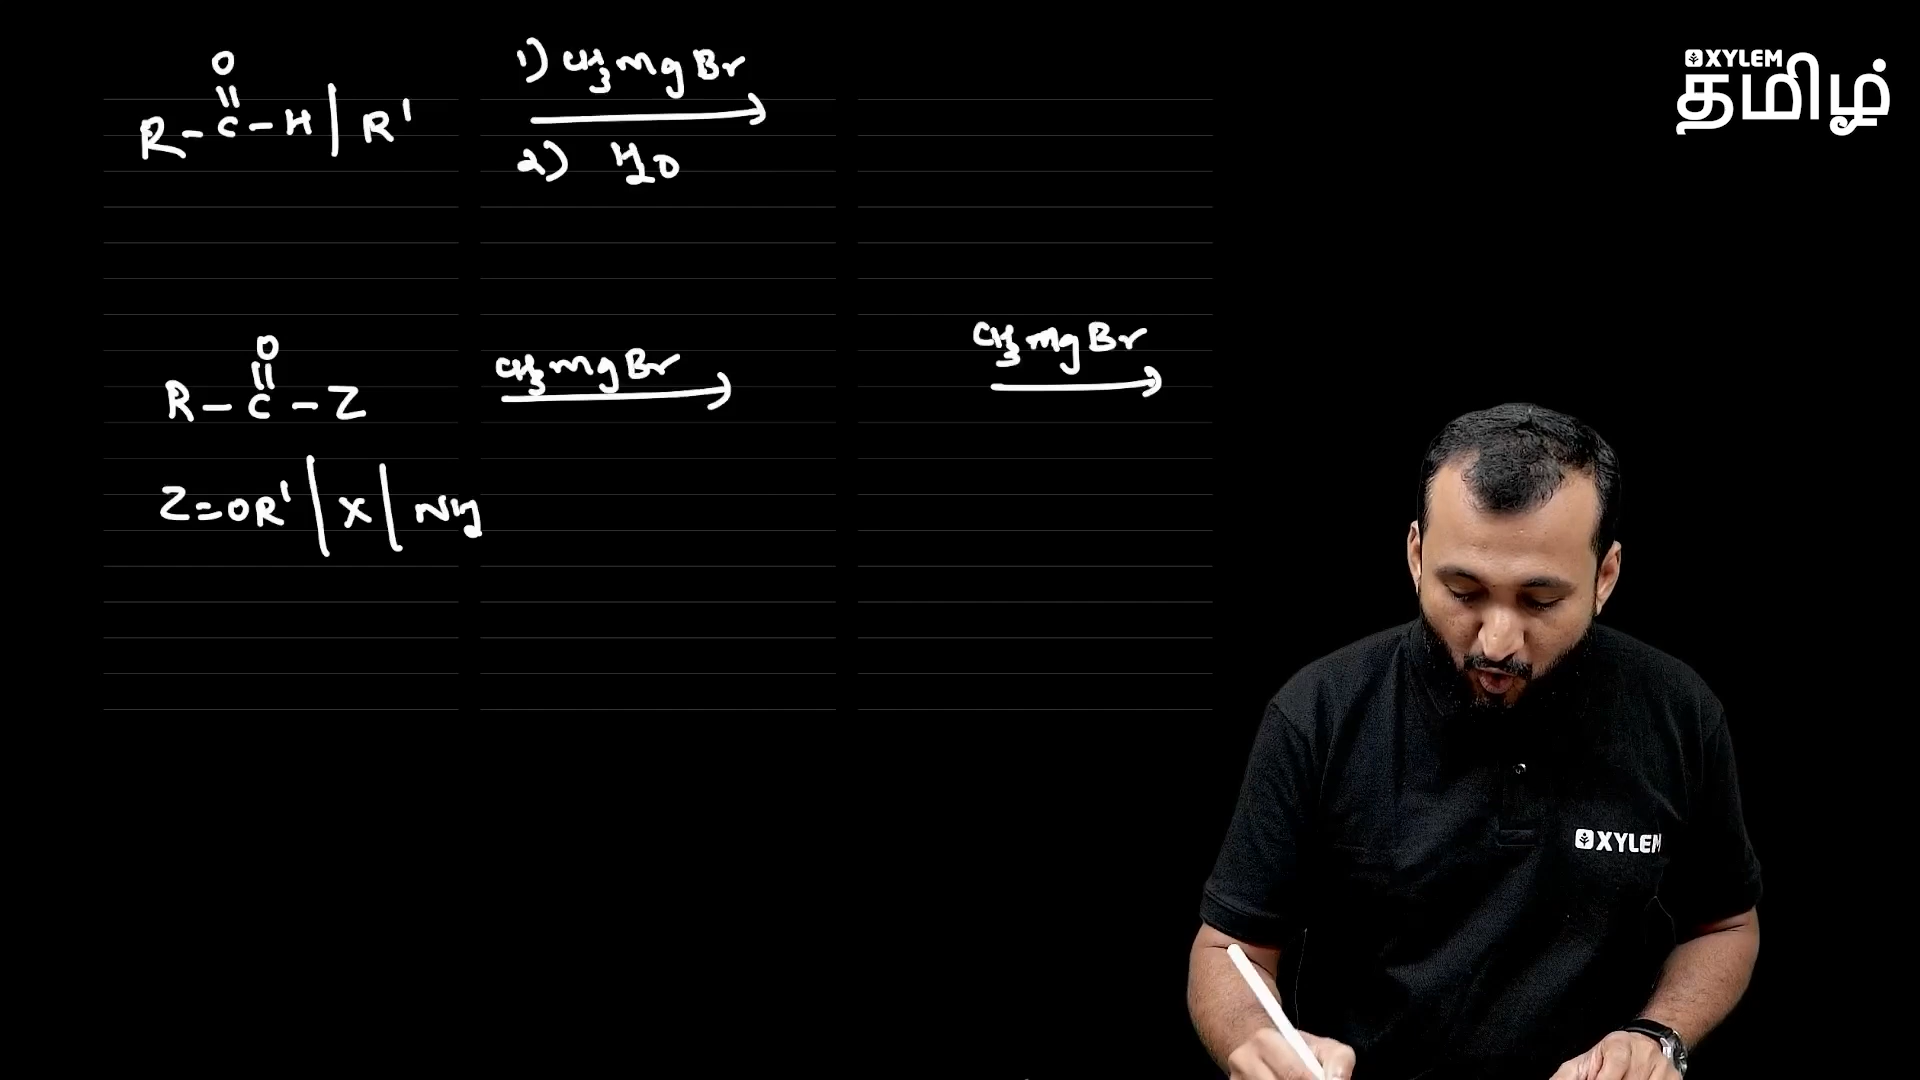 O
||
R-C-H | R'
1) CH3MgBr
2) H2O
XYLEM
தமிழ்
O
||
R-C-Z
CH3MgBr
CH3MgBr
Z=OR' | X | NH2
XYLEM